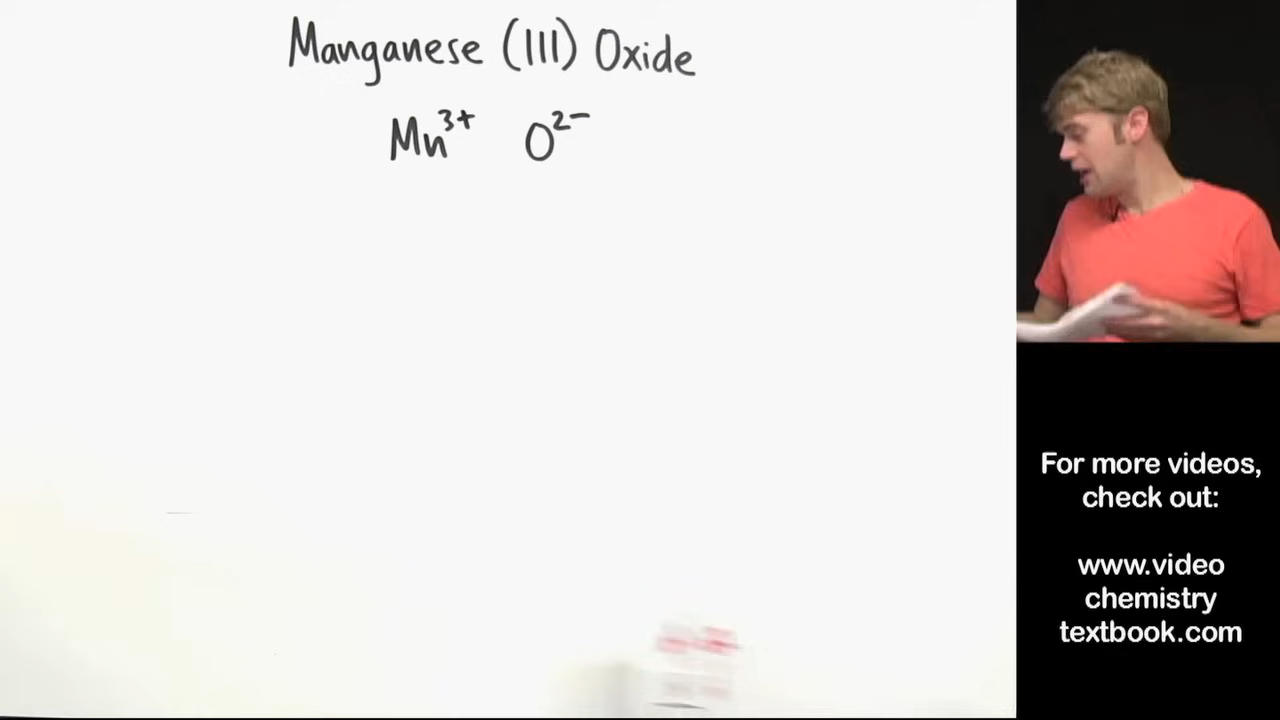 Manganese (III) Oxide
Mn³⁺ O²⁻
For more videos,
check out:
www.video
chemistry
textbook.com